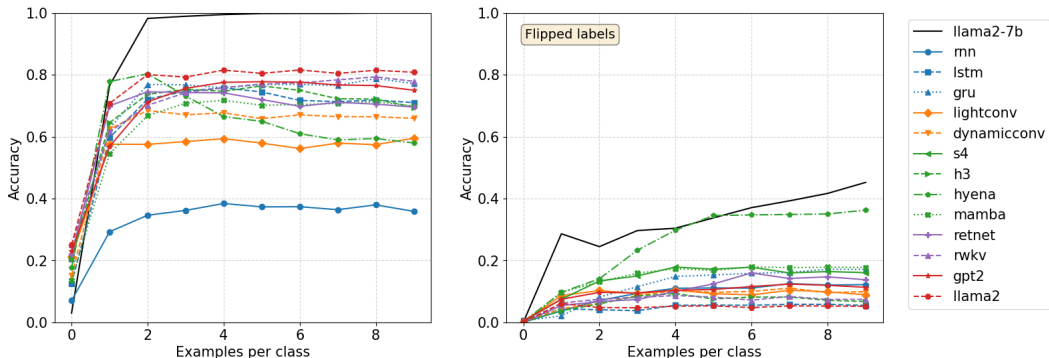 1.0
0.8
0.6
0.4
0.2
0.0
Accuracy
0
2
4
6
8
Examples per class
Flipped labels
1.0
0.8
0.6
0.4
0.2
0.0
Accuracy
0
2
4
6
8
Examples per class
llama2-7b
rnn
lstm
gru
lightconv
dynamicconv
s4
h3
hyena
mamba
retnet
rwkv
gpt2
llama2